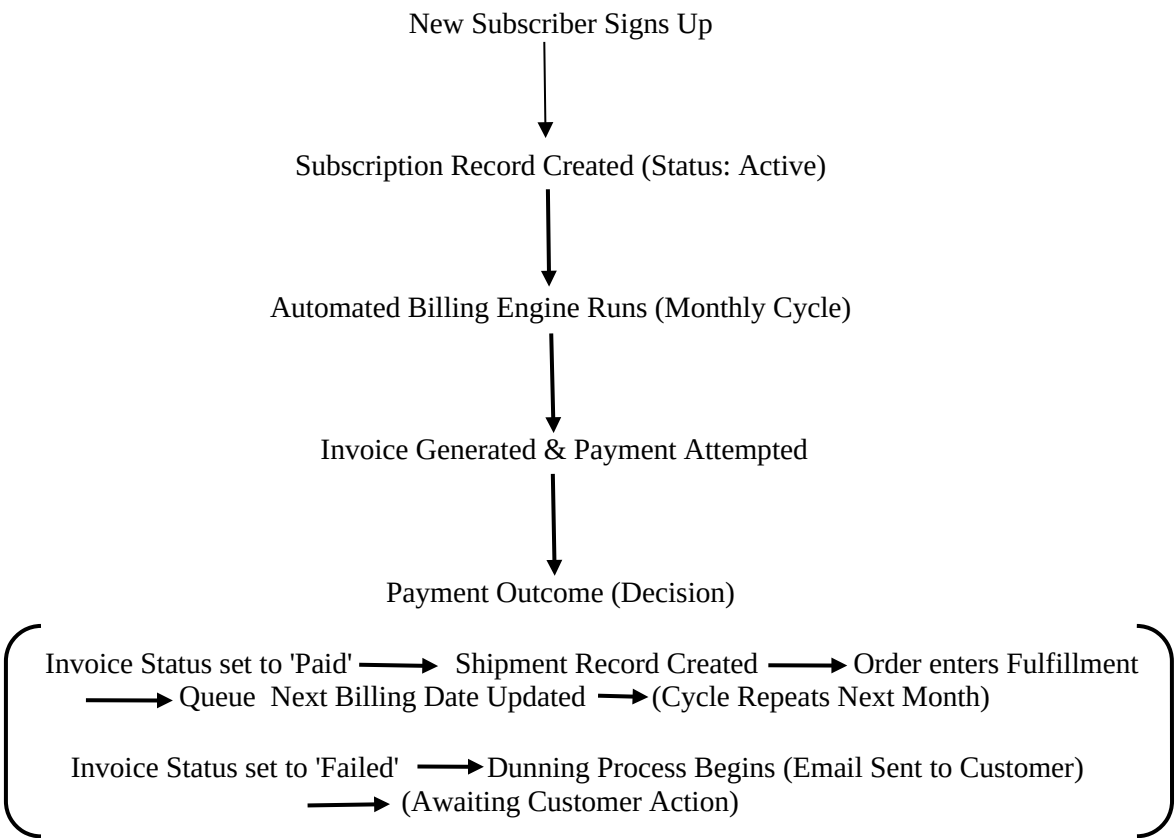 New Subscriber Signs Up
Subscription Record Created (Status: Active)
Automated Billing Engine Runs (Monthly Cycle)
Invoice Generated & Payment Attempted
Payment Outcome (Decision)
Invoice Status set to 'Paid' Shipment Record Created Order enters Fulfillment
Queue Next Billing Date Updated (Cycle Repeats Next Month)
Invoice Status set to 'Failed' Dunning Process Begins (Email Sent to Customer)
(Awaiting Customer Action)